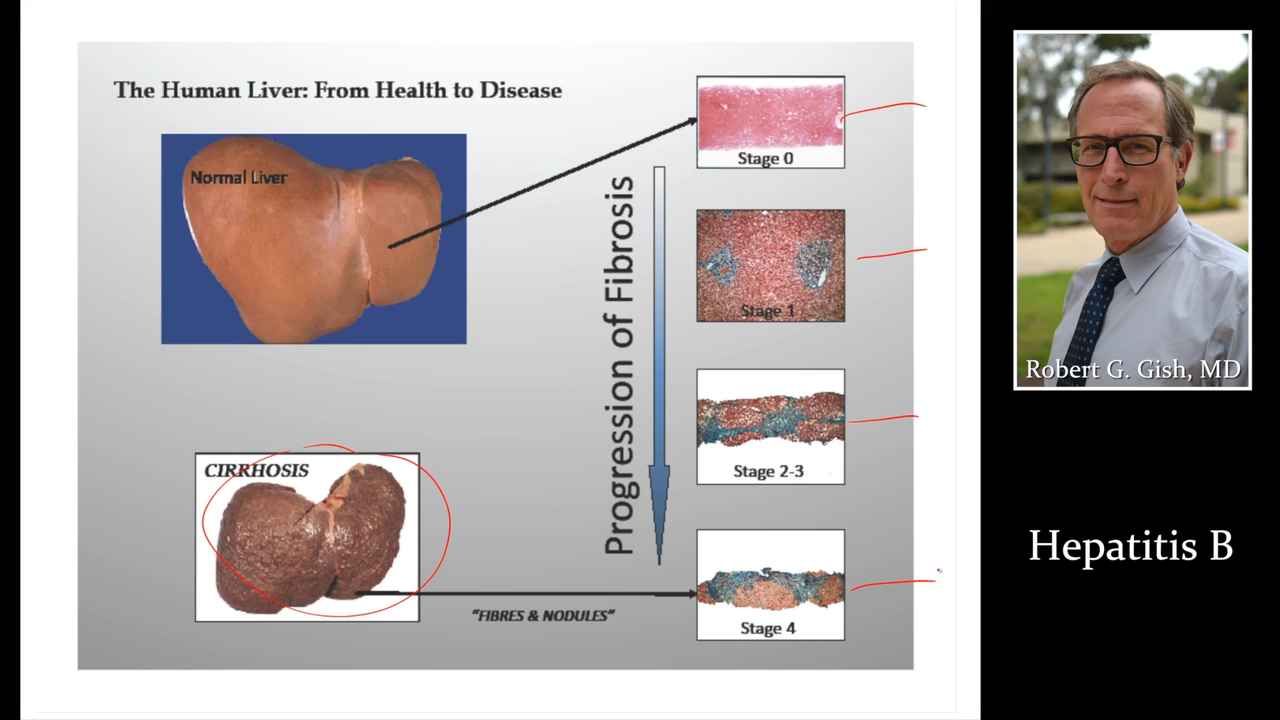 The Human Liver: From Health to Disease
Normal Liver
Stage 0
Progression of Fibrosis
Stage 1
Stage 2-3
CIRRHOSIS
"FIBRES & NODULES"
Stage 4
Robert G. Gish, MD
Hepatitis B